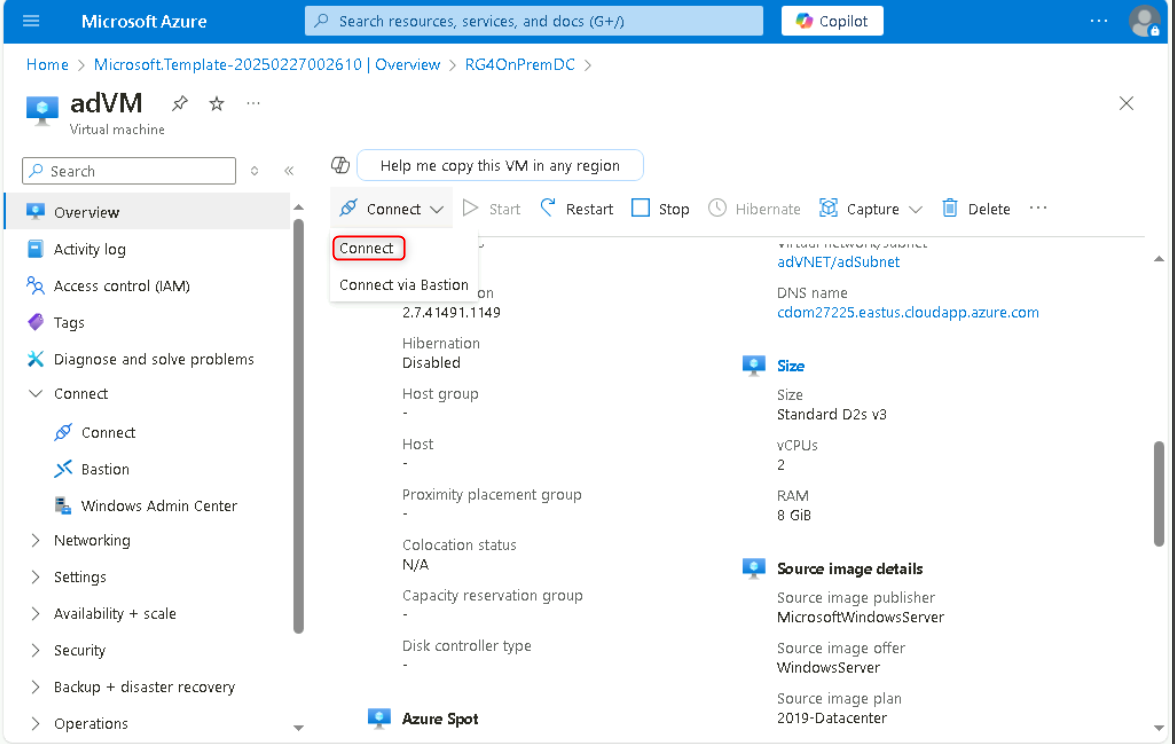 Microsoft Azure
Search resources, services, and docs (G+/)
Copilot
Home > Microsoft.Template-20250227002610 | Overview > RG4OnPremDC >
adVM
Virtual machine
Search
Overview
Activity log
Access control (IAM)
Tags
Diagnose and solve problems
Connect
Connect
Bastion
Windows Admin Center
Networking
Settings
Availability + scale
Security
Backup + disaster recovery
Operations
Help me copy this VM in any region
Connect
Start
Restart
Stop
Hibernate
Capture
Delete
Connect
Connect via Bastion
2.7.41491.1149
Hibernation
Disabled
Host group
-
Host
-
Proximity placement group
-
Colocation status
N/A
Capacity reservation group
-
Disk controller type
-
Azure Spot
Virtual network/subnet
adVNET/adSubnet
DNS name
cdom27225.eastus.cloudapp.azure.com
Size
Size
Standard D2s v3
vCPUs
2
RAM
8 GiB
Source image details
Source image publisher
MicrosoftWindowsServer
Source image offer
WindowsServer
Source image plan
2019-Datacenter